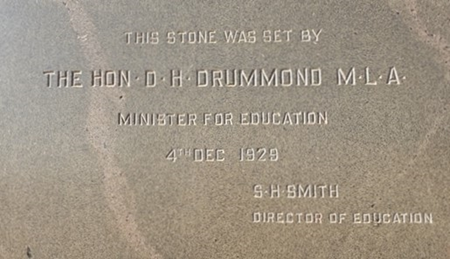 THIS STONE WAS SET BY
THE HON·D·H·DRUMMOND M·L·A·
MINISTER FOR EDUCATION
4TH DEC 1929
S·H·SMITH
DIRECTOR OF EDUCATION